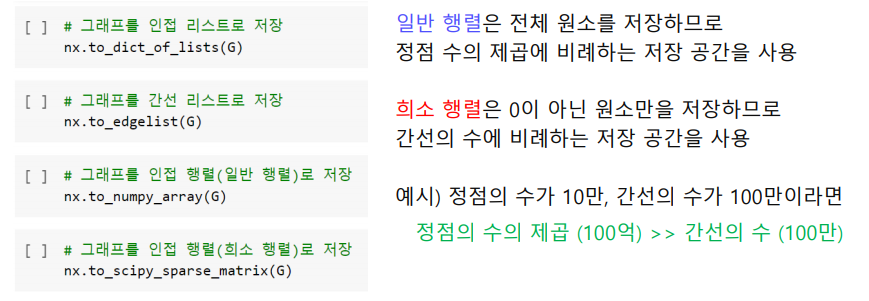 [ ] # 그래프를 인접 리스트로 저장
nx.to_dict_of_lists(G)
[ ] # 그래프를 간선 리스트로 저장
nx.to_edgelist(G)
[ ] # 그래프를 인접 행렬(일반 행렬)로 저장
nx.to_numpy_array(G)
[ ] # 그래프를 인접 행렬(희소 행렬)로 저장
nx.to_scipy_sparse_matrix(G)
일반 행렬은 전체 원소를 저장하므로
정점 수의 제곱에 비례하는 저장 공간을 사용
희소 행렬은 0이 아닌 원소만을 저장하므로
간선의 수에 비례하는 저장 공간을 사용
예시) 정점의 수가 10만, 간선의 수가 100만이라면
정점의 수의 제곱 (100억) >> 간선의 수 (100만)